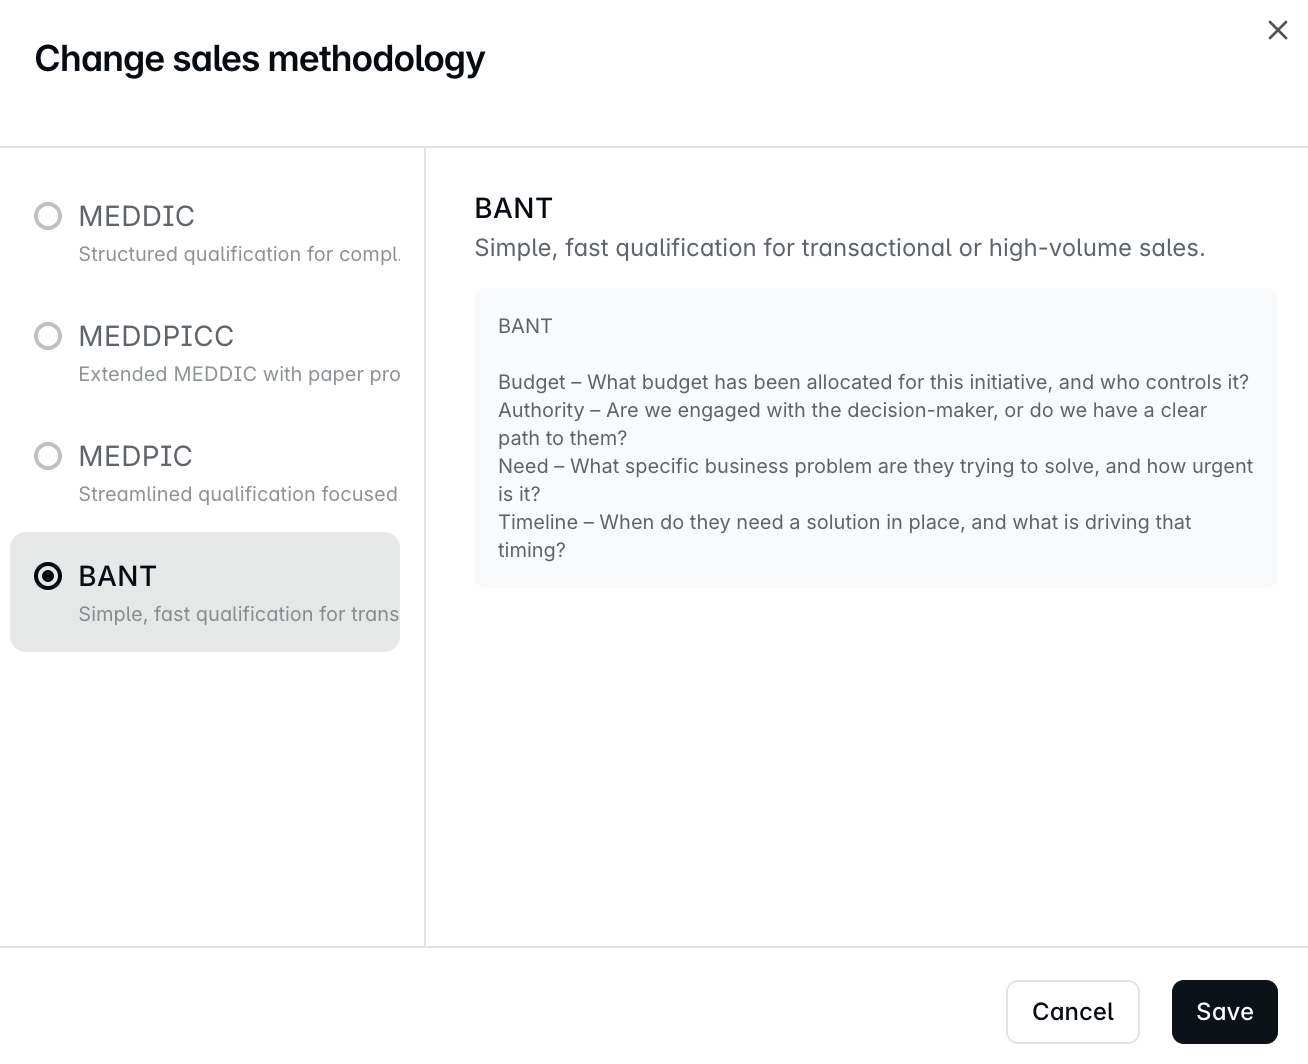 Change sales methodology
MEDDIC
Structured qualification for compl.
MEDDPICC
Extended MEDDIC with paper pro
MEDPIC
Streamlined qualification focused
BANT
Simple, fast qualification for trans
BANT
Simple, fast qualification for transactional or high-volume sales.
BANT
Budget – What budget has been allocated for this initiative, and who controls it?
Authority – Are we engaged with the decision-maker, or do we have a clear
path to them?
Need – What specific business problem are they trying to solve, and how urgent
is it?
Timeline – When do they need a solution in place, and what is driving that
timing?
Cancel
Save